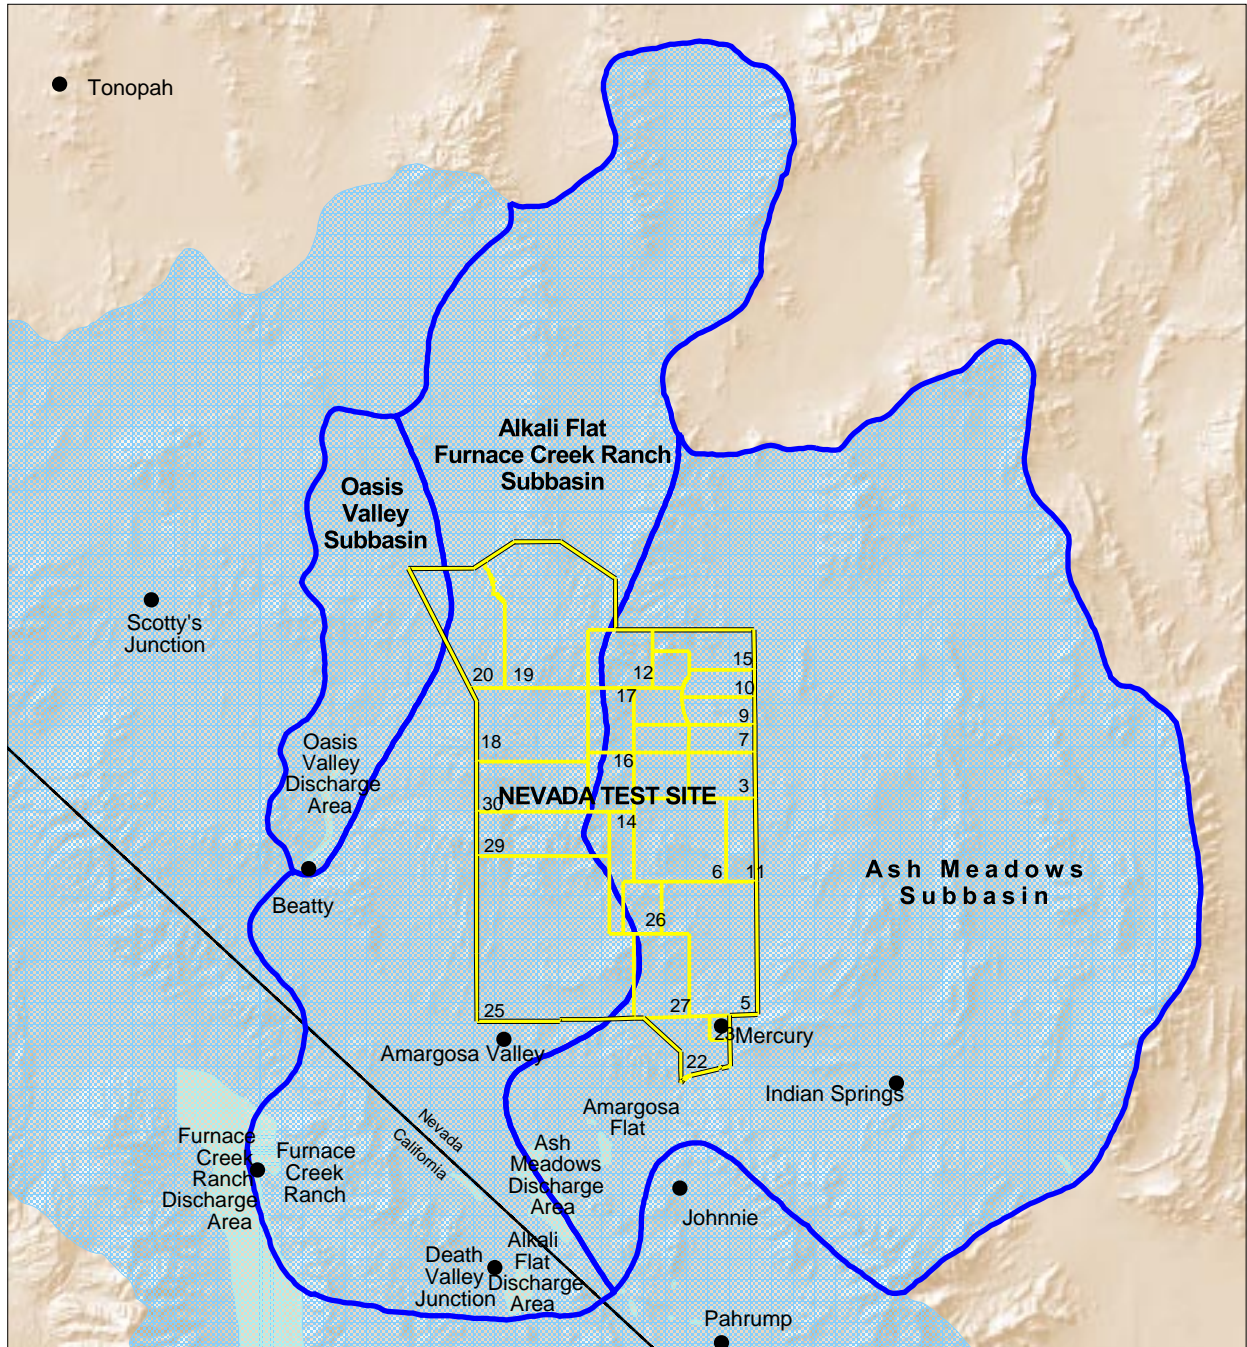 Tonopah
Alkali Flat
Furnace Creek Ranch
Subbasin
Oasis
Valley
Subbasin
Scotty's
Junction
15
12
20
19
10
17
9
18
7
Oasis
Valley
Discharge
Area
16
3
30
NEVADA TEST SITE
14
29
6
11
Ash Meadows
Subbasin
Beatty
26
25
27
5
23
Mercury
Amargosa Valley
22
Indian Springs
Amargosa
Flat
Nevada
California
Furnace
Creek
Ranch
Discharge
Area
Furnace
Creek
Ranch
Ash
Meadows
Discharge
Area
Johnnie
Death
Valley
Junction
Alkali
Flat
Discharge
Area
Pahrump